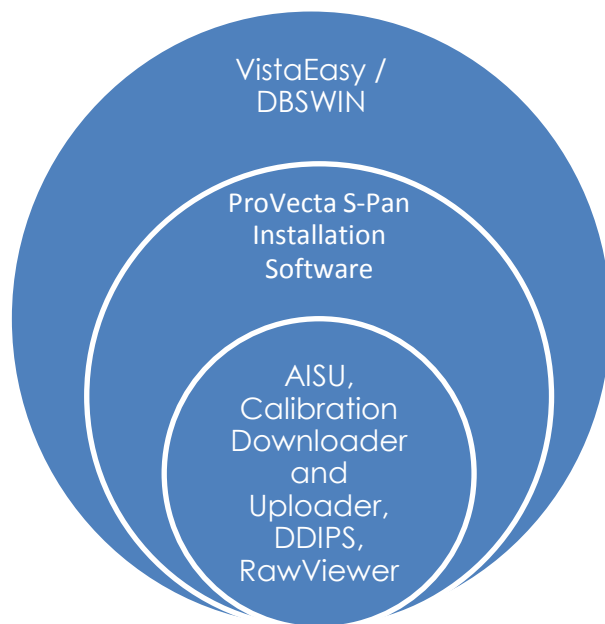 VistaEasy /
DBSWIN
ProVecta S-Pan
Installation
Software
AISU,
Calibration
Downloader
and
Uploader,
DDIPS,
RawViewer